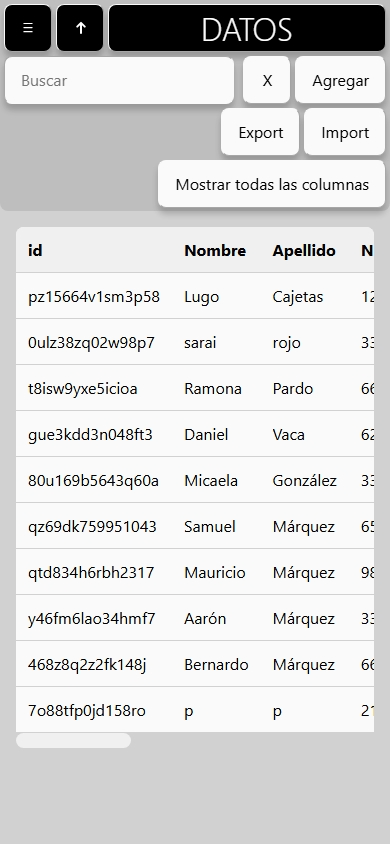 ☰ ↑ DATOS
Buscar X Agregar
Export Import
Mostrar todas las columnas
id Nombre Apellido N
pz15664v1sm3p58 Lugo Cajetas 12
0ulz38zq02w98p7 sarai rojo 33
t8isw9yxe5icioa Ramona Pardo 66
gue3kdd3n048ft3 Daniel Vaca 62
80u169b5643q60a Micaela González 33
qz69dk759951043 Samuel Márquez 65
qtd834h6rbh2317 Mauricio Márquez 98
y46fm6lao34hmf7 Aarón Márquez 33
468z8q2z2fk148j Bernardo Márquez 66
7o88tfp0jd158ro p p 21